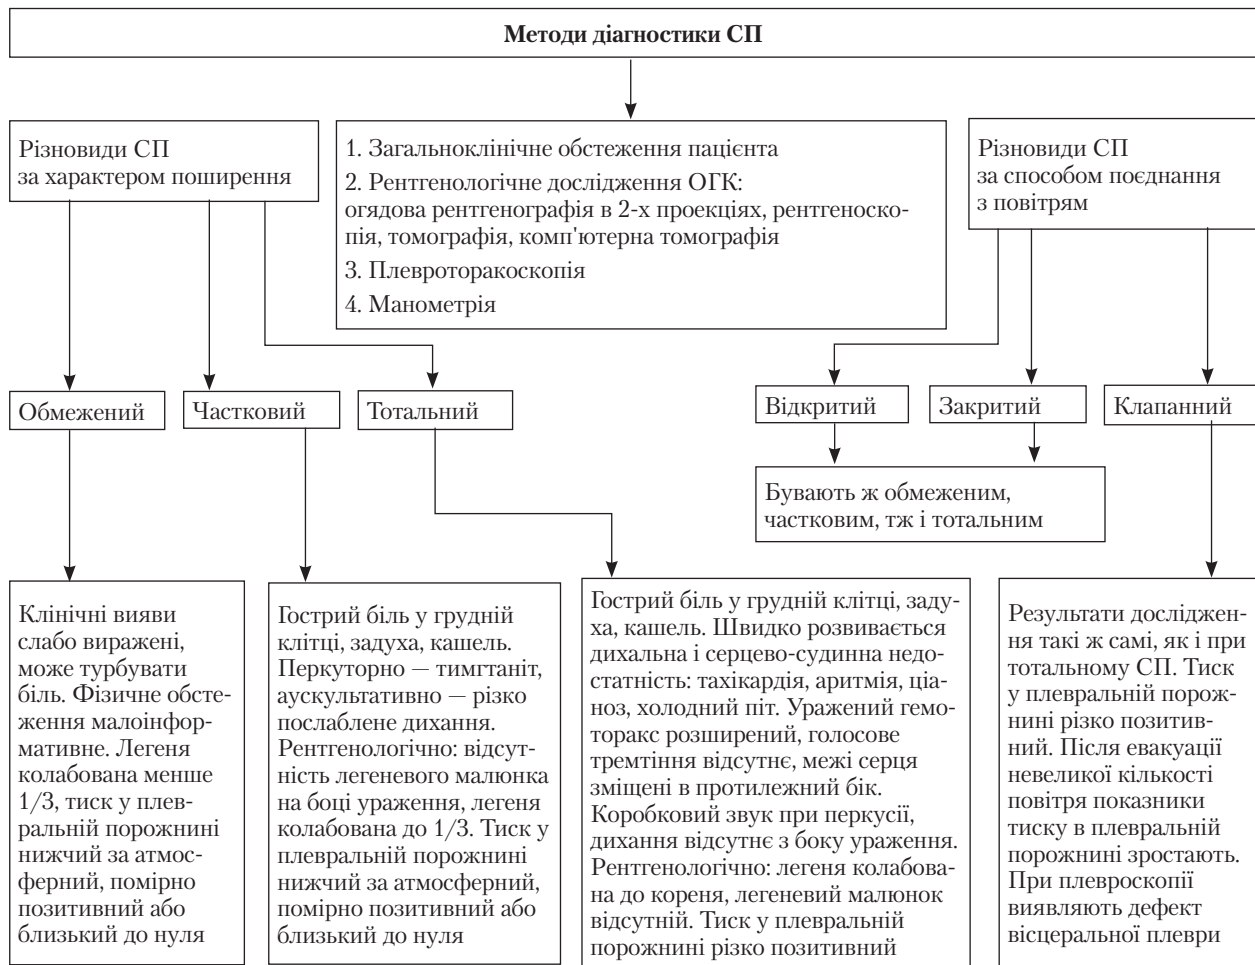 Методи діагностики СП
Різновиди СП
за характером поширення
1. Загальноклінічне обстеження пацієнта
2. Рентгенологічне дослідження ОГК:
огядова рентгенографія в 2-х проекціях, рентгеноско-
пія, томографія, комп'ютерна томографія
3. Плевроторакоскопія
4. Манометрія
Різновиди СП
за способом поєднання
з повітрям
Обмежений
Частковий
Тотальний
Відкритий
Закритий
Клапанний
Бувають ж обмеженим,
частковим, тж і тотальним
Клінічні вияви
слабо виражені,
може турбувати
біль. Фізичне обсте-
ження малоінфор-
мативне. Легеня
колабована менше
1/3, тиск у плев-
ральній порожнині
нижчий за атмос-
ферний, помірно
позитивний або
близький до нуля
Гострий біль у грудній
клітці, задуха, кашель.
Перкуторно — тимгтаніт,
аускультативно — різко
послаблене дихання.
Рентгенологічно: відсут-
ність легеневого малюнка
на боці ураження, легеня
колабована до 1/3. Тиск у
плевральній порожнині
нижчий за атмосферний,
помірно позитивний або
близький до нуля
Гострий біль у грудній клітці, заду-
ха, кашель. Швидко розвивається
дихальна і серцево-судинна недо-
статність: тахікардія, аритмія, ціа-
ноз, холодний піт. Уражений гемо-
торакс розширений, голосове
тремтіння відсутнє, межі серця
зміщені в протилежний бік.
Коробковий звук при перкусії,
дихання відсутнє з боку ураження.
Рентгенологічно: легеня колабова-
на до кореня, легеневий малюнок
відсутній. Тиск у плевральній
порожнині різко позитивний
Результати досліджен-
ня такі ж самі, як і при
тотальному СП. Тиск
у плевральній порож-
нині різко позитив-
ний. Після евакуації
невеликої кількості
повітря показники
тиску в плевральній
порожнині зростають.
При плевроскопії
виявляють дефект
вісцеральної плеври